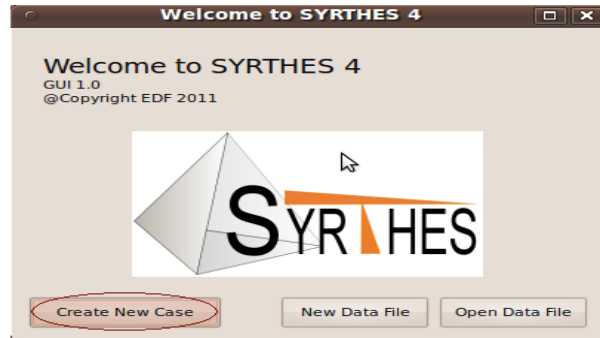 Welcome to SYRTHES 4
Welcome to SYRTHES 4
GUI 1.0
@Copyright EDF 2011
SYRTHES
Create New Case
New Data File
Open Data File